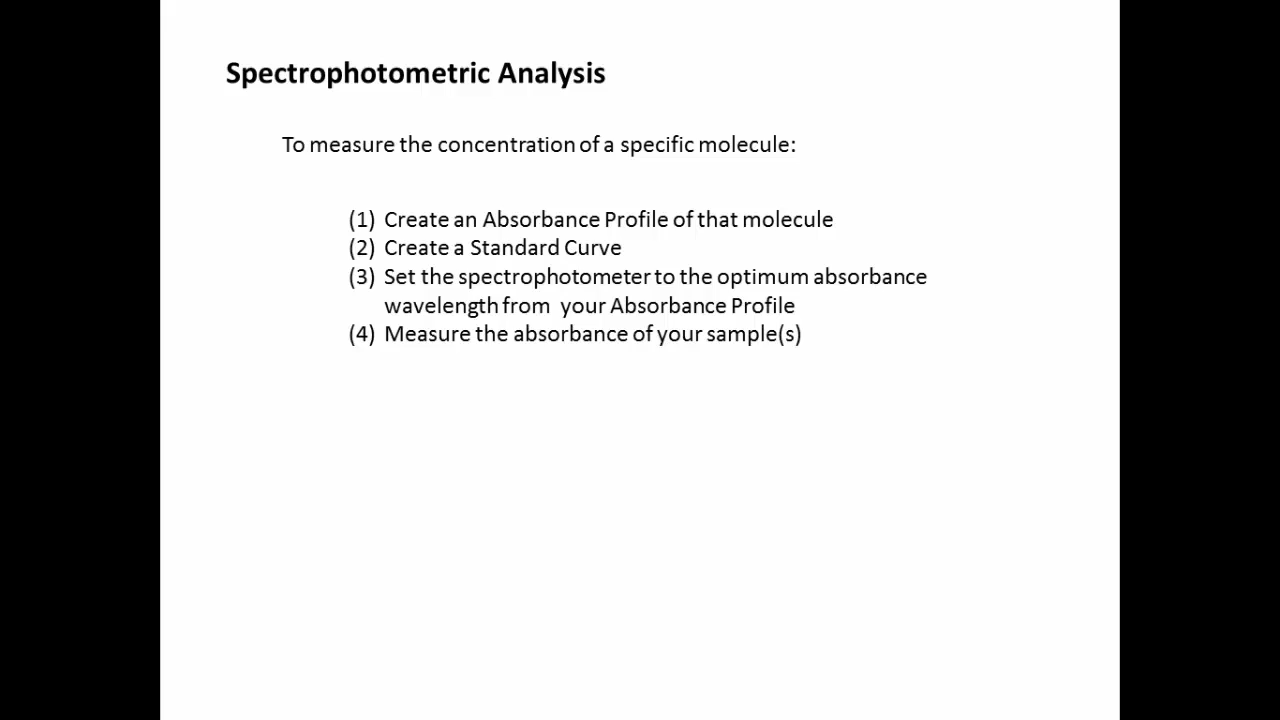 Spectrophotometric Analysis
To measure the concentration of a specific molecule:
(1) Create an Absorbance Profile of that molecule
(2) Create a Standard Curve
(3) Set the spectrophotometer to the optimum absorbance
wavelength from your Absorbance Profile
(4) Measure the absorbance of your sample(s)